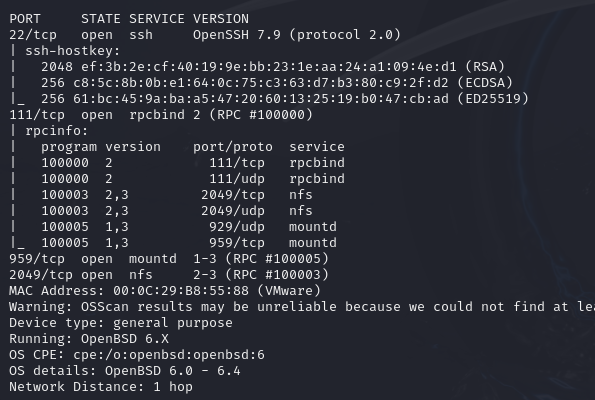 PORT     STATE SERVICE VERSION
22/tcp   open  ssh     OpenSSH 7.9 (protocol 2.0)
| ssh-hostkey:
|   2048 ef:3b:2e:cf:40:19:9e:bb:23:1e:aa:24:a1:09:4e:d1 (RSA)
|   256 c8:5c:8b:0b:e1:64:0c:75:c3:63:d7:b3:80:c9:2f:d2 (ECDSA)
|_  256 61:bc:45:9a:ba:a5:47:20:60:13:25:19:b0:47:cb:ad (ED25519)
111/tcp  open  rpcbind 2 (RPC #100000)
| rpcinfo:
|   program version    port/proto  service
|   100000  2            111/tcp   rpcbind
|   100000  2            111/udp   rpcbind
|   100003  2,3         2049/tcp   nfs
|   100003  2,3         2049/udp   nfs
|   100005  1,3          929/udp   mountd
|_  100005  1,3          959/tcp   mountd
959/tcp  open  mountd  1-3 (RPC #100005)
2049/tcp open  nfs     2-3 (RPC #100003)
MAC Address: 00:0C:29:B8:55:88 (VMware)
Warning: OSScan results may be unreliable because we could not find at lea
Device type: general purpose
Running: OpenBSD 6.X
OS CPE: cpe:/o:openbsd:openbsd:6
OS details: OpenBSD 6.0 - 6.4
Network Distance: 1 hop